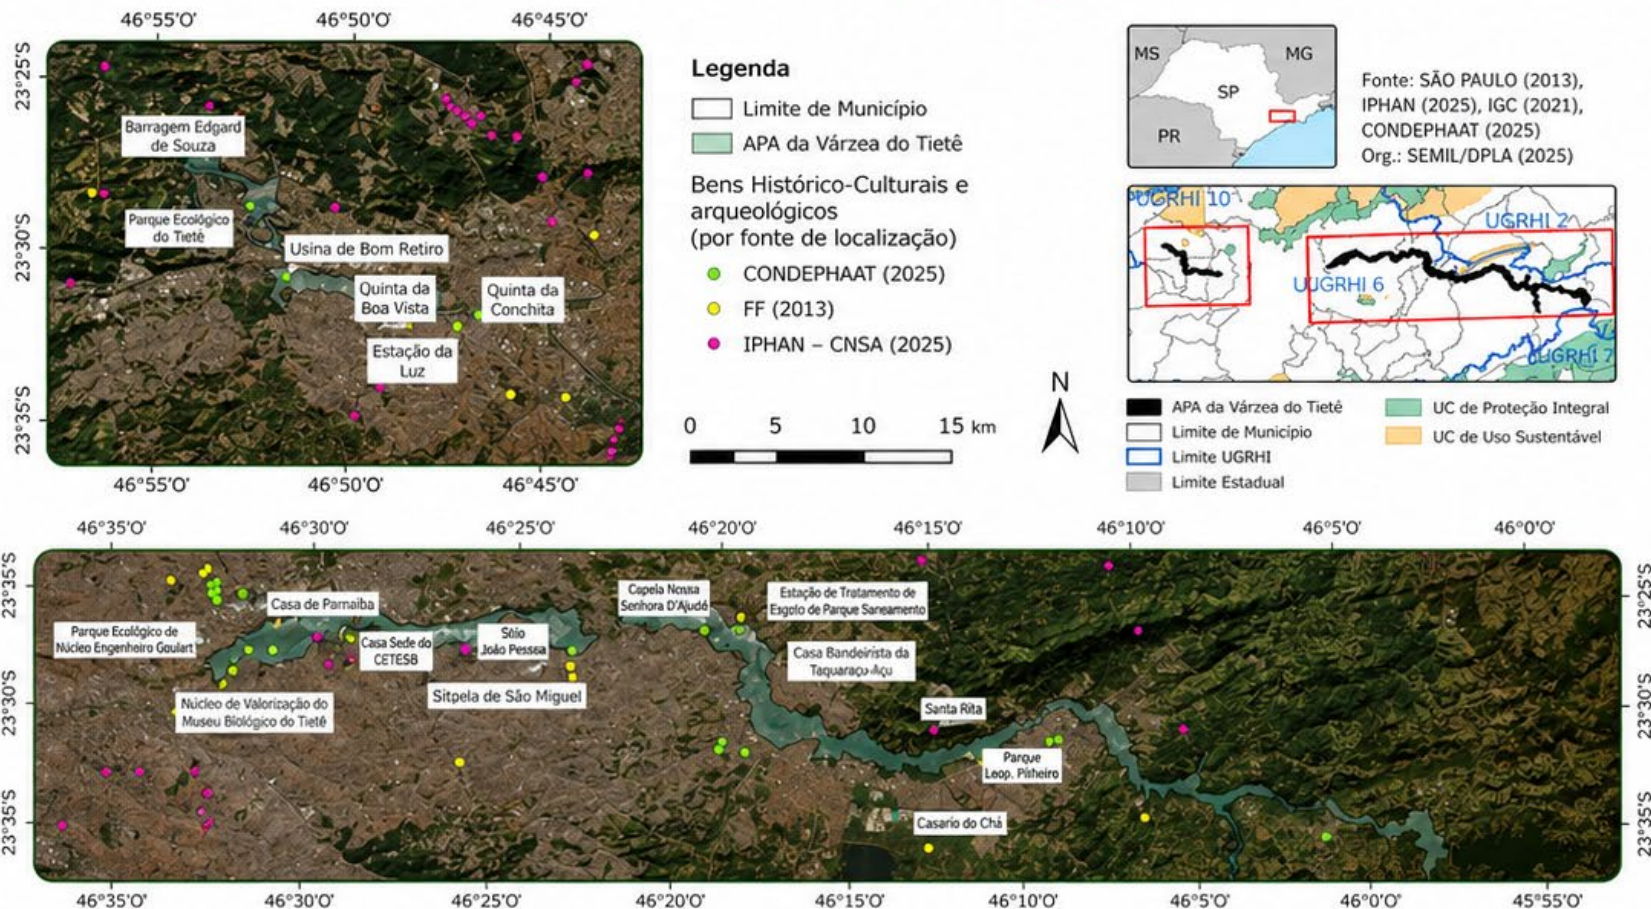 46°55'O'
46°50'O'
46°45'O'
23°25'S
23°30'S
23°35'S
Barragem Edgard
de Souza
Parque Ecológico
do Tietê
Usina de Bom Retiro
Quinta da
Boa Vista
Quinta da
Conchita
Estação da
Luz
46°55'O'
46°50'O'
46°45'O'
Legenda
Limite de Município
APA da Várzea do Tietê
Bens Histórico-Culturais e
arqueológicos
(por fonte de localização)
CONDEPHAAT (2025)
FF (2013)
IPHAN – CNSA (2025)
0 5 10 15 km
N
MS
MG
SP
PR
Fonte: SÃO PAULO (2013),
IPHAN (2025), IGC (2021),
CONDEPHAAT (2025)
Org.: SEMIL/DPLA (2025)
UGRHI 10
UGRHI 2
UUGRHI 6
UGRHI 7
APA da Várzea do Tietê
Limite de Município
Limite UGRHI
Limite Estadual
UC de Proteção Integral
UC de Uso Sustentável
46°35'O'
46°30'O'
46°25'O'
46°20'O'
46°15'O'
46°10'O'
46°5'O'
46°0'O'
23°35'S
23°30'S
23°35'S
Casa de Parnaiba
Parque Ecológico de
Núcleo Engenheiro Goulart
Casa Sede do
CETESB
Sóio
João Pessoa
Sitpela de São Miguel
Núcleo de Valorização do
Museu Biológico do Tietê
Capela Nossa
Senhora D'Ajudó
Estação de Tratamento de
Esgolo de Parque Saneamento
Casa Bandeirista da
Santa Rita
Parque
Leop.
Casario do Chá
23°25'S
23°30'S
23°35'S
46°35'O'
46°30'O'
46°25'O'
46°20'O'
46°15'O'
46°10'O'
46°5'O'
46°0'O'
45°55'O'